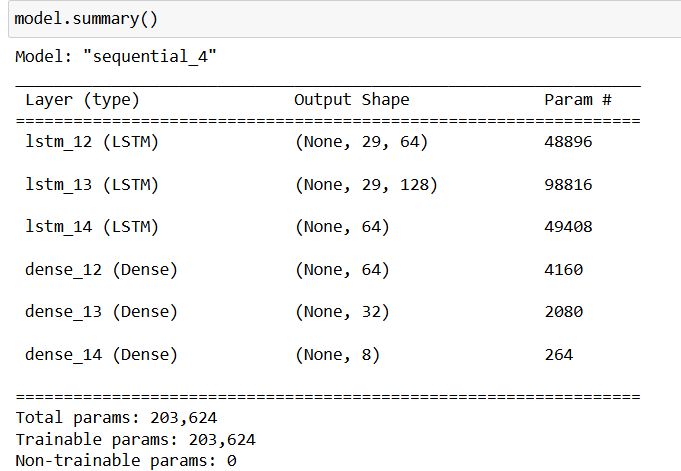 model.summary()
Model: "sequential_4"
Layer (type) Output Shape Param #
lstm_12 (LSTM) (None, 29, 64) 48896
lstm_13 (LSTM) (None, 29, 128) 98816
lstm_14 (LSTM) (None, 64) 49408
dense_12 (Dense) (None, 64) 4160
dense_13 (Dense) (None, 32) 2080
dense_14 (Dense) (None, 8) 264
Total params: 203,624
Trainable params: 203,624
Non-trainable params: 0